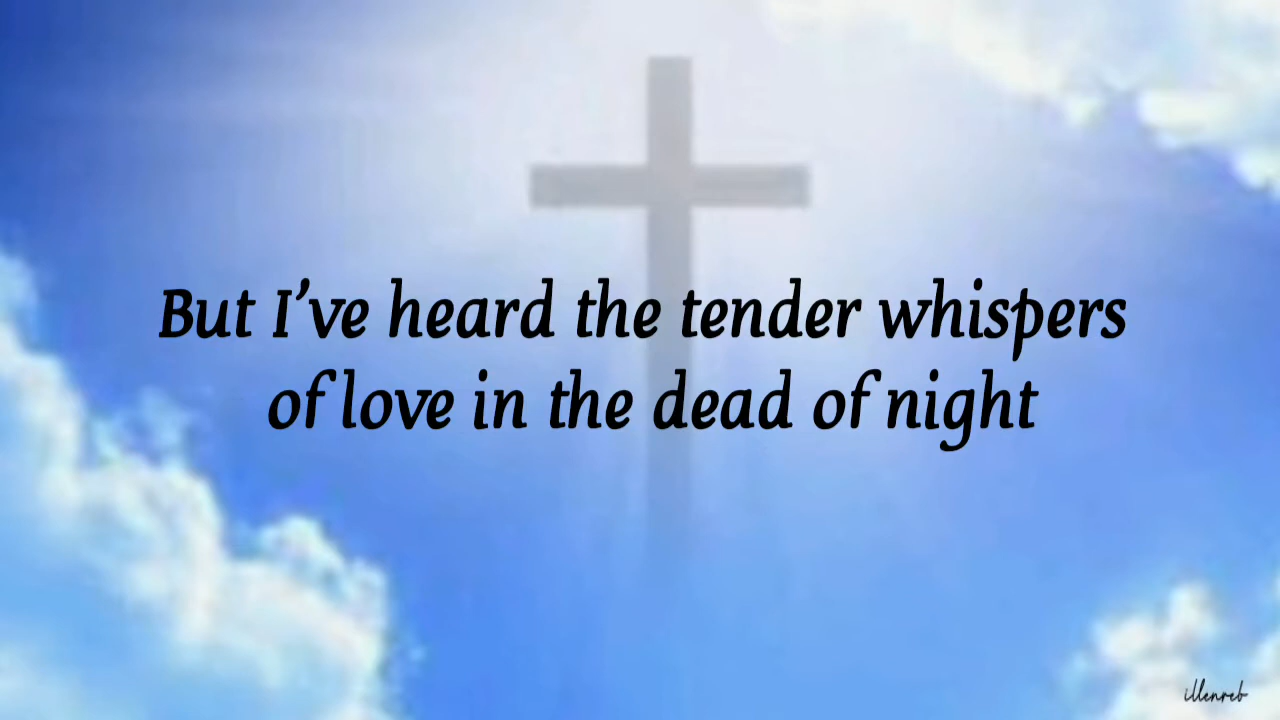 But I've heard the tender whispers
of love in the dead of night
illenreb